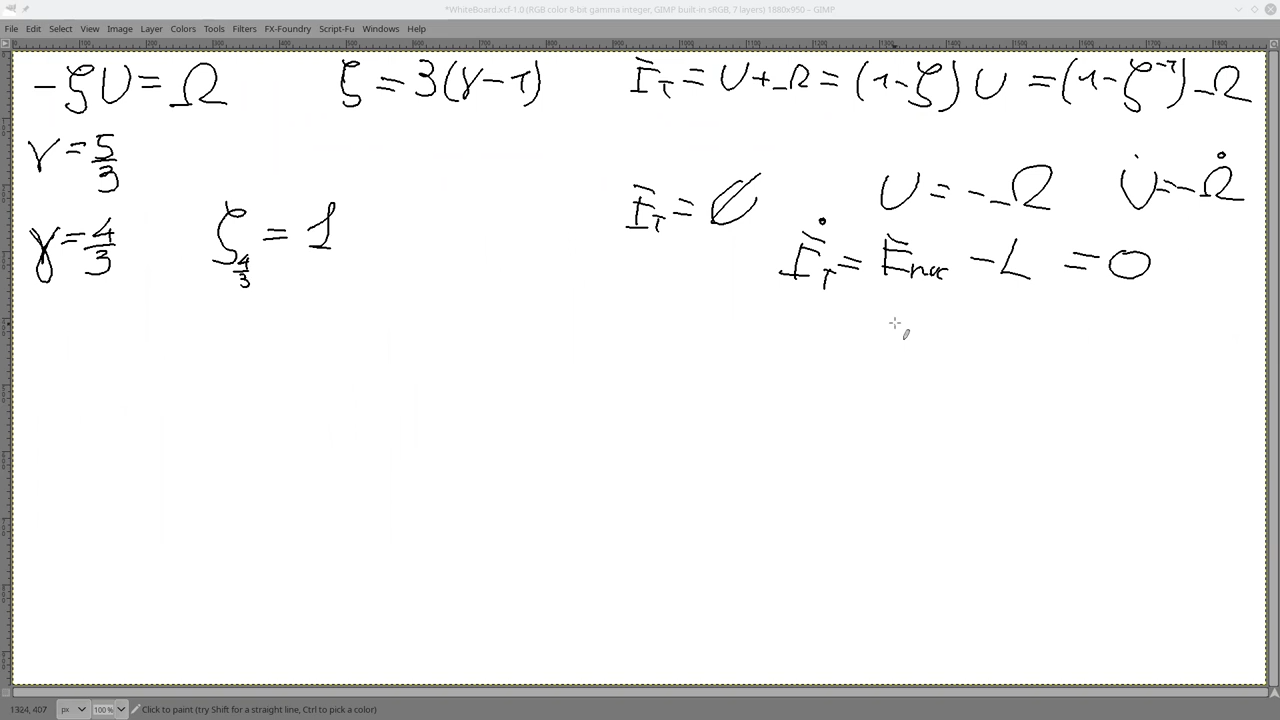 *WhiteBoard.xcf-1.0 (RGB color 8-bit gamma integer, GIMP built-in sRGB, 7 layers) 1880x950 – GIMP
File Edit Select View Image Layer Colors Tools Filters FX-Foundry Script-Fu Windows Help
-ζU = Ω ζ = 3(γ-1) E_T = U + Ω = (1-ζ) U = (1-ζ^-1) Ω
γ = 5/3
E_T = 0 U = -Ω U̇ = -Ω̇
γ = 4/3 ζ_4/3 = 1
Ė_T = E_nuc - L = 0
1324, 407 px 100% Click to paint (try Shift for a straight line, Ctrl to pick a color)